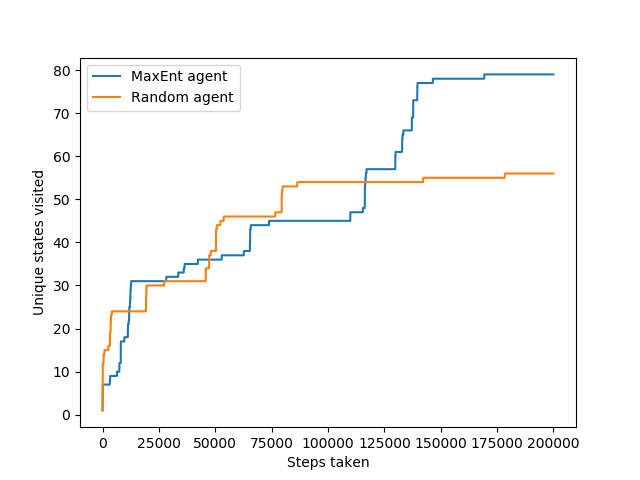 MaxEnt agent
Random agent
80
70
60
50
40
30
20
10
0
Unique states visited
0 25000 50000 75000 100000 125000 150000 175000 200000
Steps taken